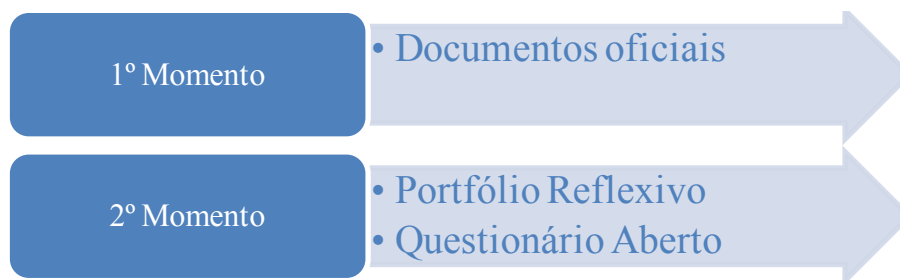 1º Momento
• Documentos oficiais
2º Momento
• Portfólio Reflexivo
• Questionário Aberto